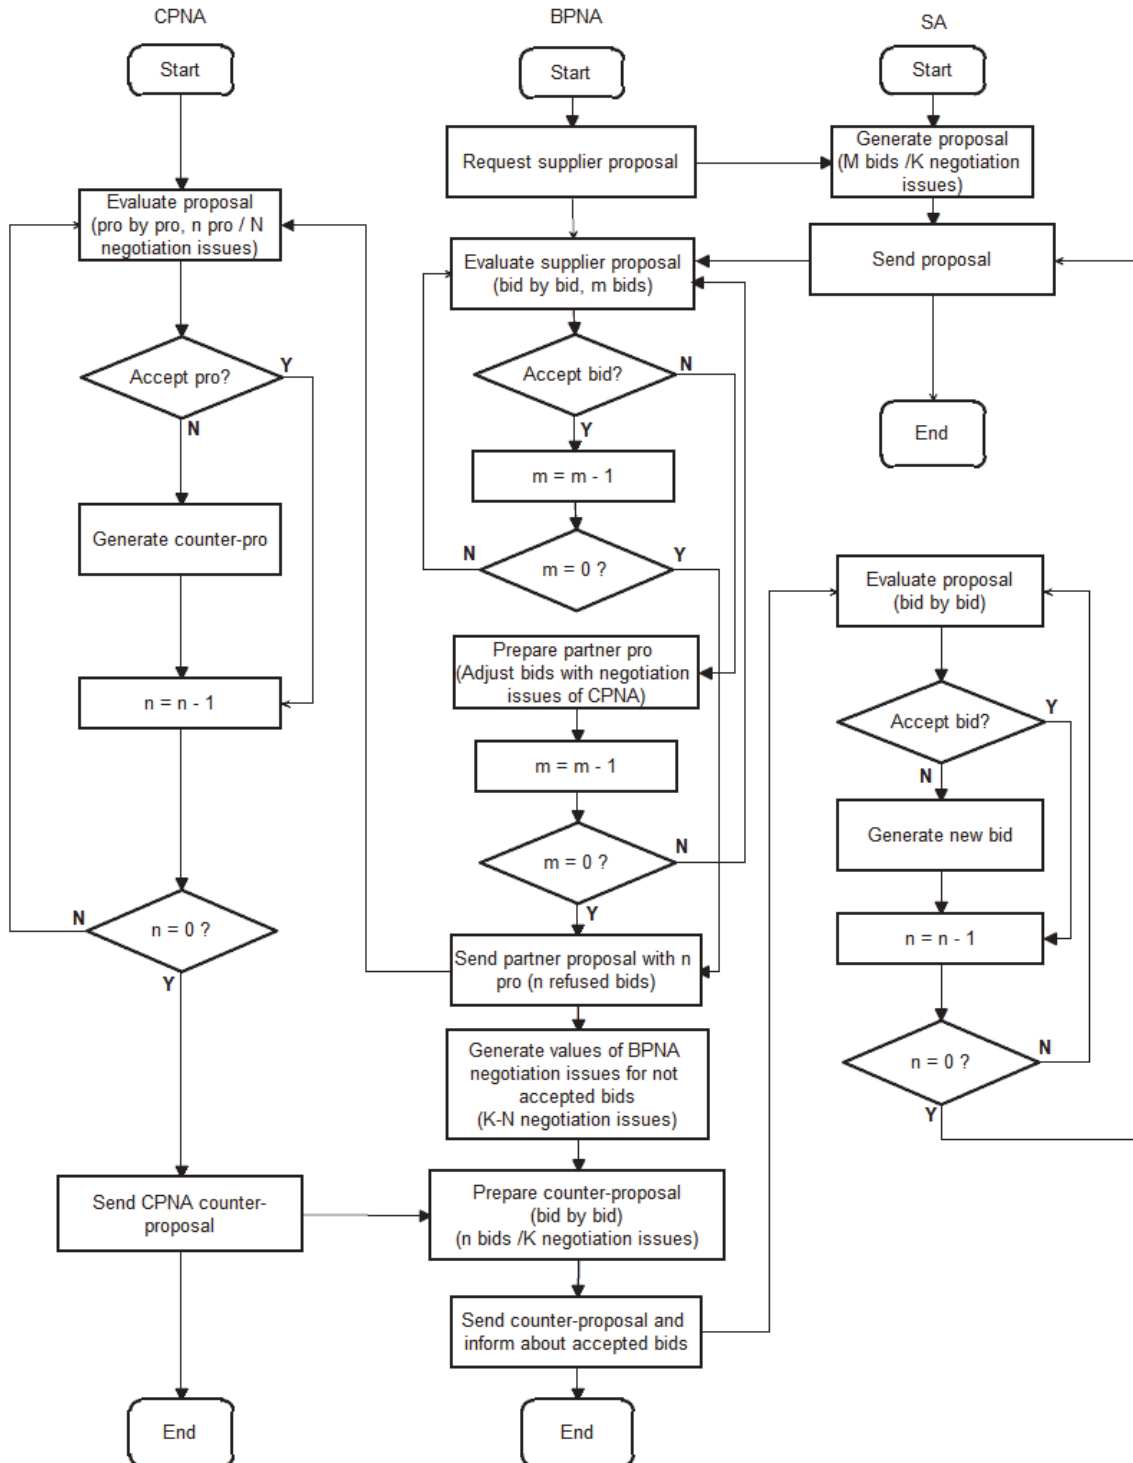 CPNA
Start
Evaluate proposal
(pro by pro, n pro / N
negotiation issues)
Accept pro?
Y
N
Generate counter-pro
n = n - 1
n = 0 ?
N
Y
Send CPNA counter-
proposal
End
BPNA
Start
Request supplier proposal
Evaluate supplier proposal
(bid by bid, m bids)
Accept bid?
N
Y
m = m - 1
m = 0 ?
N
Y
Prepare partner pro
(Adjust bids with negotiation
issues of CPNA)
m = m - 1
m = 0 ?
N
Y
Send partner proposal with n
pro (n refused bids)
Generate values of BPNA
negotiation issues for not
accepted bids
(K-N negotiation issues)
Prepare counter-proposal
(bid by bid)
(n bids /K negotiation issues)
Send counter-proposal and
inform about accepted bids
End
SA
Start
Generate proposal
(M bids /K negotiation
issues)
Send proposal
End
Evaluate proposal
(bid by bid)
Accept bid?
Y
N
Generate new bid
n = n - 1
n = 0 ?
N
Y